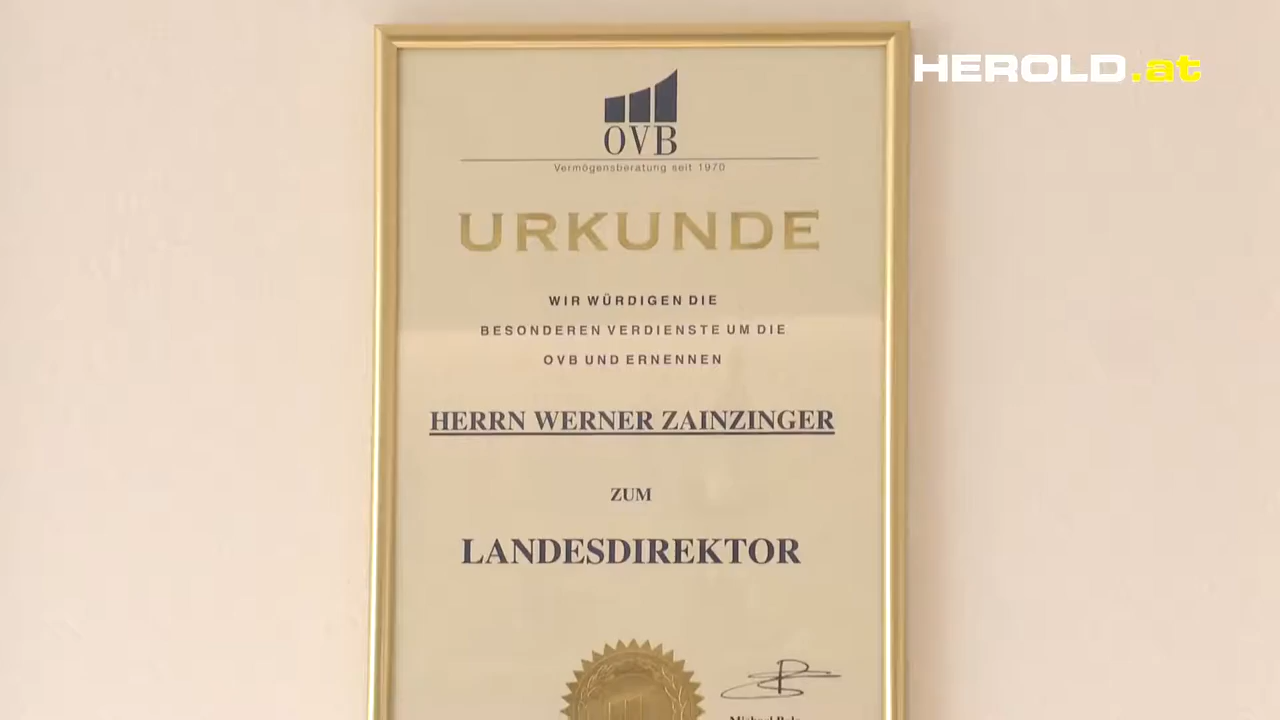 HEROLD.at
OVB
Vermögensberatung seit 1970
URKUNDE
WIR WÜRDIGEN DIE
BESONDEREN VERDIENSTE UM DIE
OVB UND ERNENNEN
HERRN WERNER ZAINZINGER
ZUM
LANDESDIREKTOR